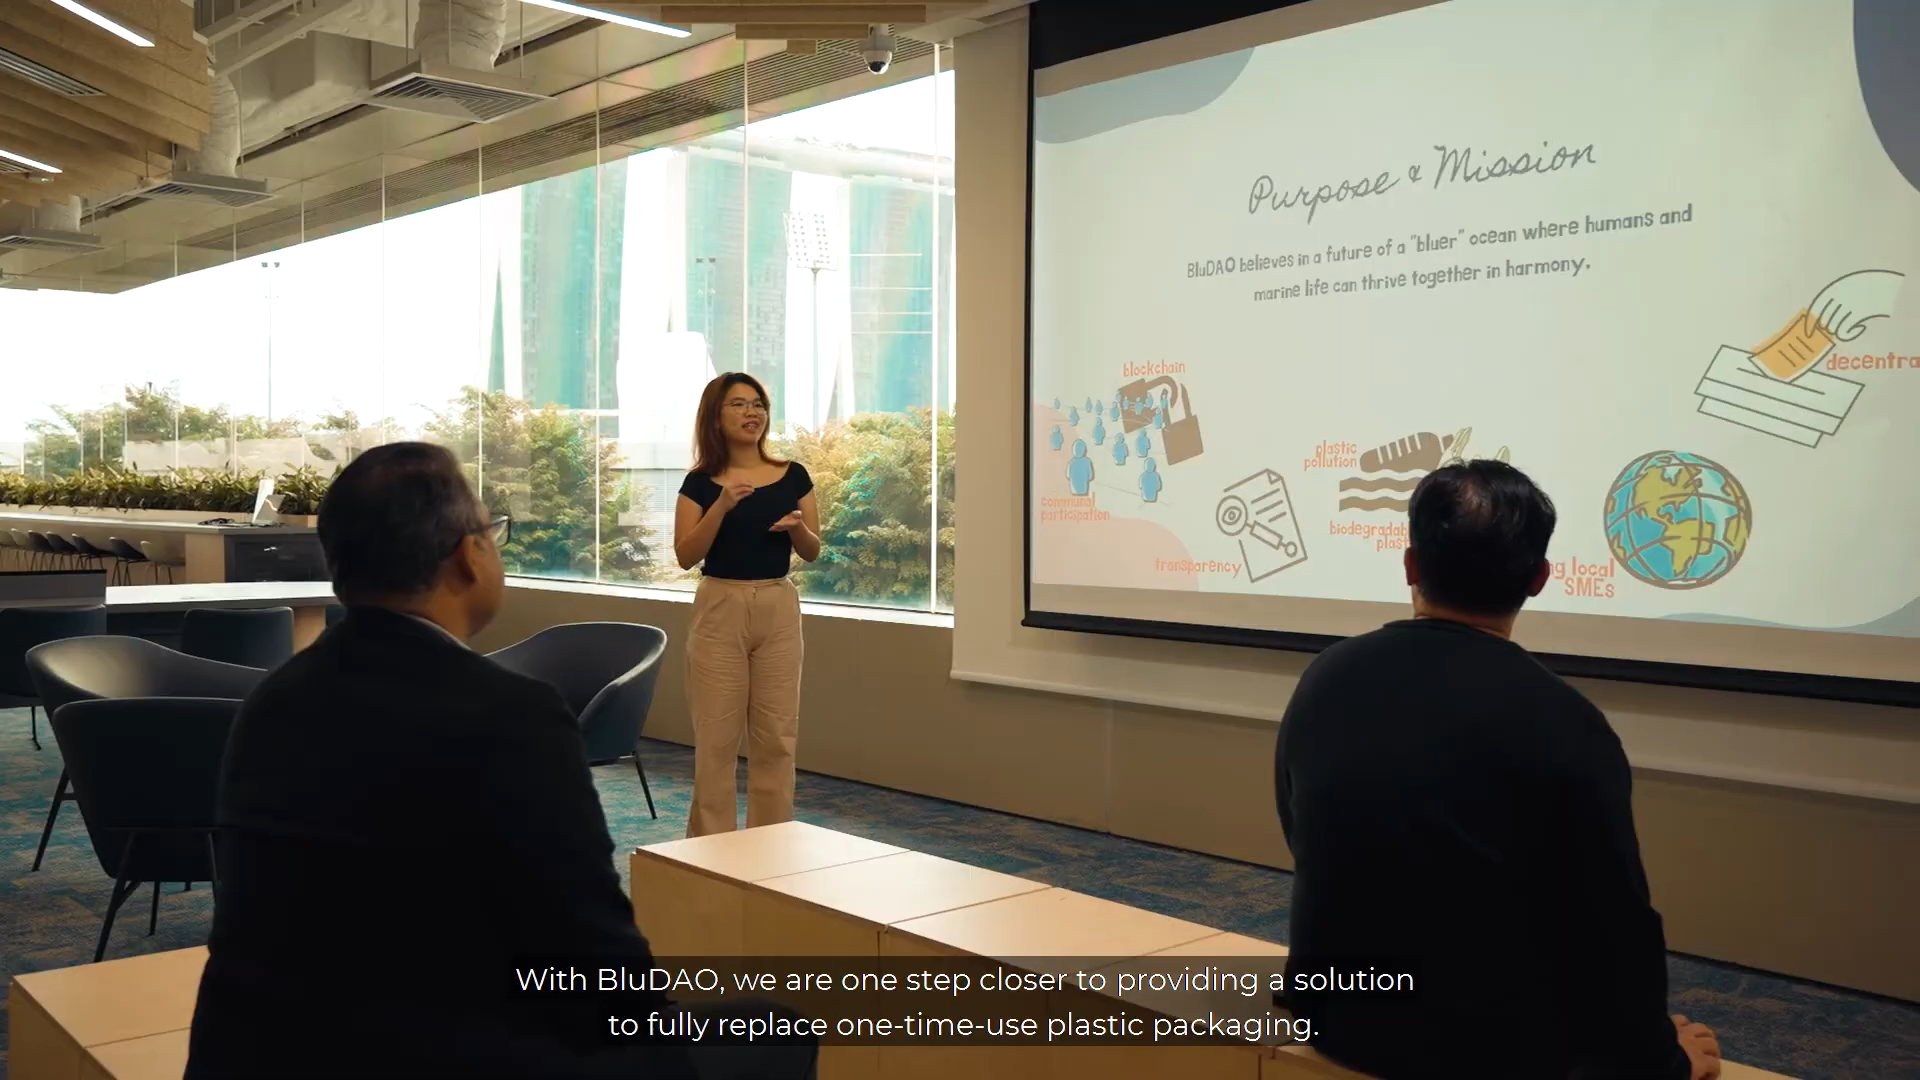 Purpose & Mission
BluDAO believes in a future of a "bluer" ocean where humans and
marine life can thrive together in harmony.
blockchain
decentra
plastic
pollution
communal
participation
biodegradab
plast
transparency
ng local
SMEs
With BluDAO, we are one step closer to providing a solution
to fully replace one-time-use plastic packaging.